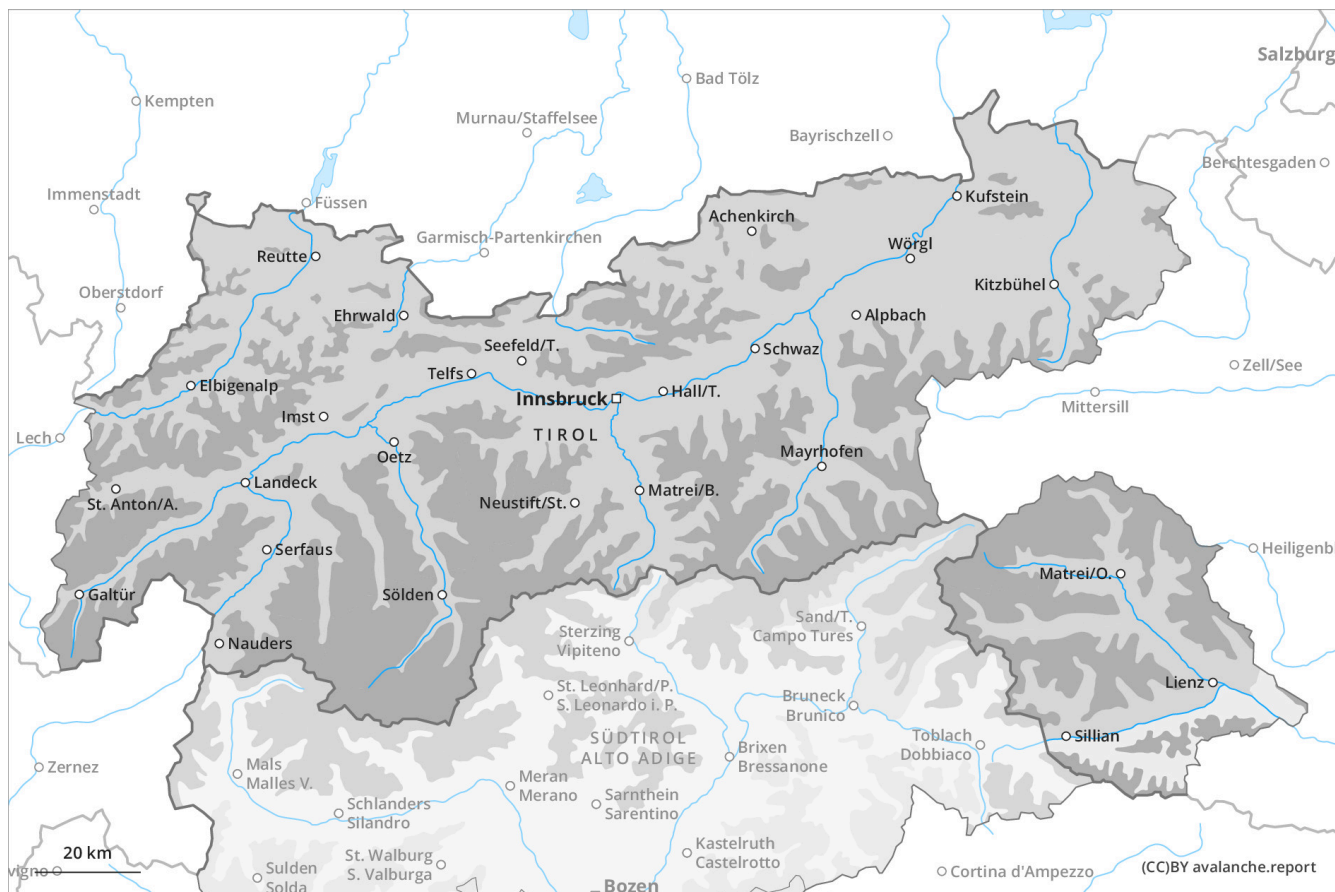 Salzburg
Bad Tölz
Kempten
Murnau/Staffelsee
Bayrischzell
Berchtesgaden
Immenstadt
Füssen
Kufstein
Achenkirch
Garmisch-Partenkirchen
Wörgl
Reutte
Kitzbühel
Oberstdorf
Ehrwald
Alpbach
Seefeld/T.
Schwaz
Zell/See
Telfs
Elbigenalp
Innsbruck
Hall/T.
Mittersill
Imst
Lech
TIROL
Oetz
Mayrhofen
Landeck
Matrei/B.
St. Anton/A.
Neustift/St.
Serfaus
Heiligenb
Matrei/O.
Galtür
Sölden
Sand/T.
Campo Tures
Sterzing
Vipiteno
Nauders
Lienz
St. Leonhard/P.
S. Leonardo i. P.
Bruneck
Brunico
Sillian
SÜDTIROL
ALTO ADIGE
Toblach
Dobbiaco
Brixen
Bressanone
Zernez
Mals
Malles V.
Meran
Merano
Sarnthein
Sarentino
Schlanders
Silandro
Kastelruth
Castelrotto
20 km
St. Walburg
S. Valburga
vigno
Sulden
Solda
Cortina d'Ampezzo
(CC)BY avalanche.report
Bozen